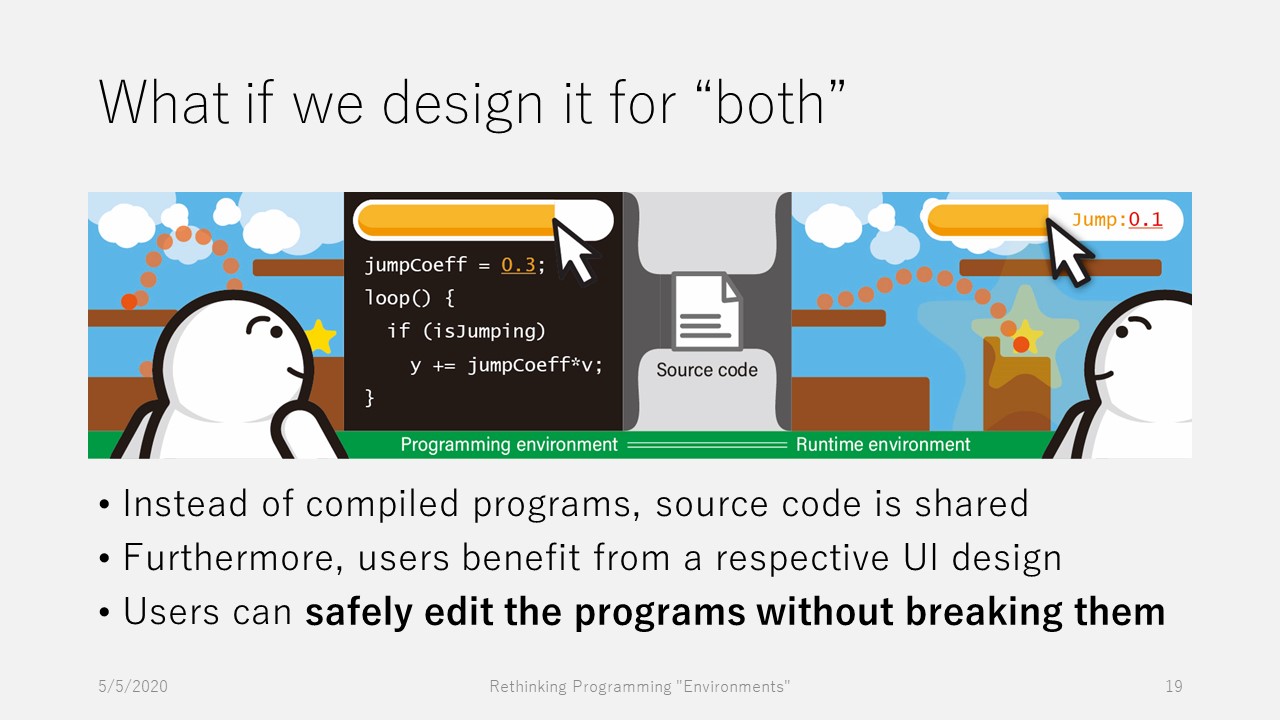 What if we design it for “both”
jumpCoeff = 0.3;
loop() {
if (isJumping)
y += jumpCoeff*v;
}
Source code
Jump:0.1
Programming environment
Runtime environment
• Instead of compiled programs, source code is shared
• Furthermore, users benefit from a respective UI design
• Users can safely edit the programs without breaking them
5/5/2020
Rethinking Programming "Environments"
19